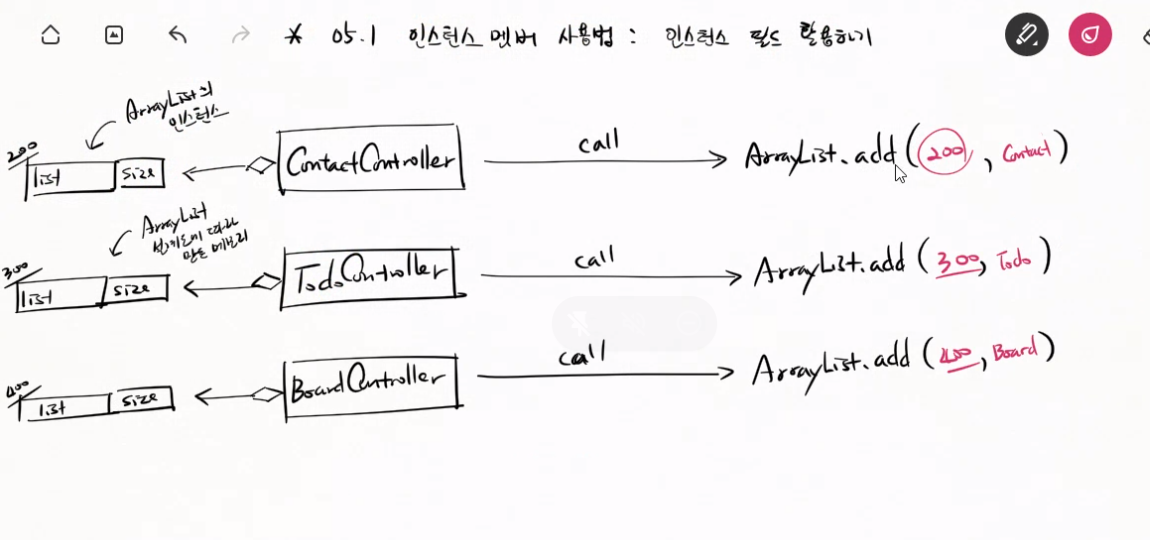 * 05.1 인스턴스 멤버 사용법 : 인스턴스 필드 활용하기
ArrayList의
인스턴스
200
list size
ContactController
call
ArrayList.add(200, Contact)
ArrayList
설계도에 따라
만든 메모리
300
list size
TodoController
call
ArrayList.add(300, Todo)
400
list size
BoardController
call
ArrayList.add(400, Board)